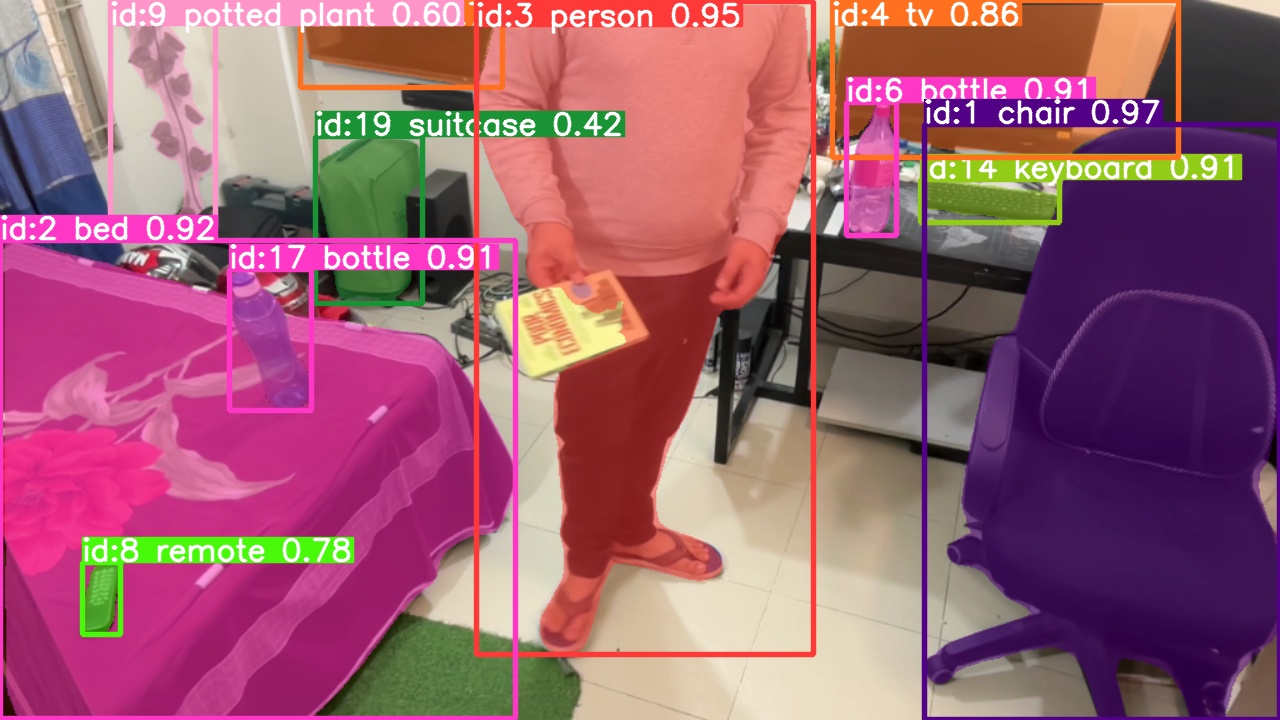 id:9 potted plant 0.60
id:3 person 0.95
id:4 tv 0.86
id:6 bottle 0.91
id:1 chair 0.97
id:19 suitcase 0.42
d:14 keyboard 0.91
id:2 bed 0.92
id:17 bottle 0.91
POOR
ECONOMICS
id:8 remote 0.78